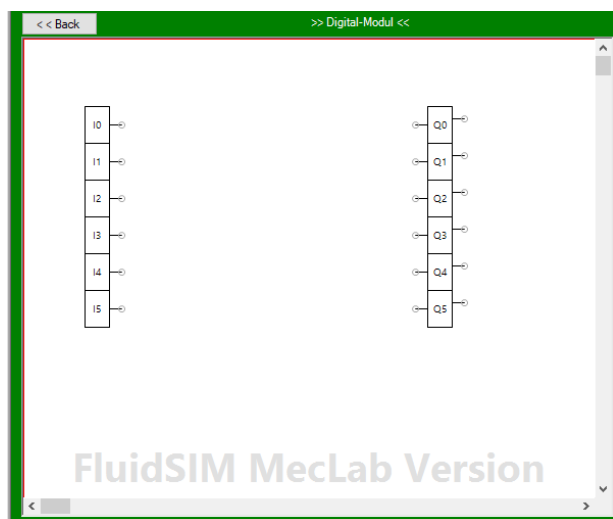 < < Back
>> Digital-Modul <<
I0
Q0
I1
Q1
I2
Q2
I3
Q3
I4
Q4
I5
Q5
FluidSIM MecLab Version